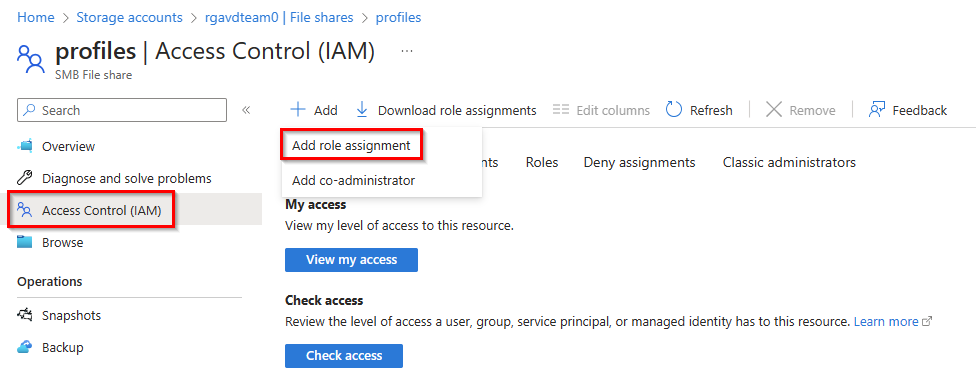 Home > Storage accounts > rgavdteam0 | File shares > profiles
profiles | Access Control (IAM) ...
SMB File share
Search «
Add Download role assignments Edit columns Refresh Remove Feedback
Overview
Diagnose and solve problems
Access Control (IAM)
Browse
Operations
Snapshots
Backup
Add role assignment
Add co-administrator
nts Roles Deny assignments Classic administrators
My access
View my level of access to this resource.
View my access
Check access
Review the level of access a user, group, service principal, or managed identity has to this resource. Learn more
Check access